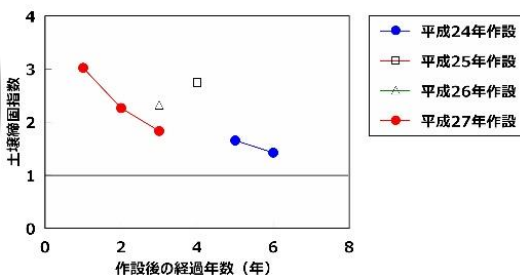 4
3
2
1
0
0
2
4
6
8
土壌締固指数
作設後の経過年数（年）
平成24年作設
平成25年作設
平成26年作設
平成27年作設